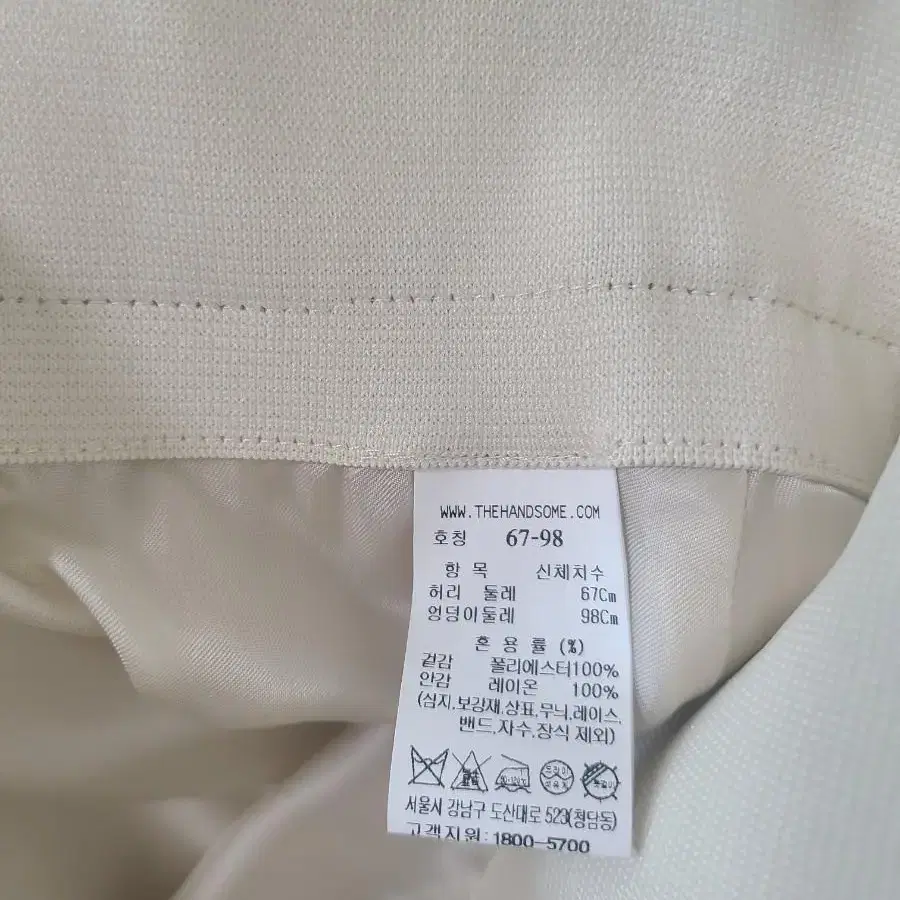 WWW.THEHANDSOME.COM
호칭 67-98
항 목 신체치수
허리 둘레 67Cm
엉덩이둘레 98Cm
혼 용 률 (%)
겉감 폴리에스터100%
안감 레이온 100%
(심지,보강재,상표,무늬,레이스,
밴드,자수,장식 제외)
서울시 강남구 도산대로 523(청담동)
고객지원: 1800-5700